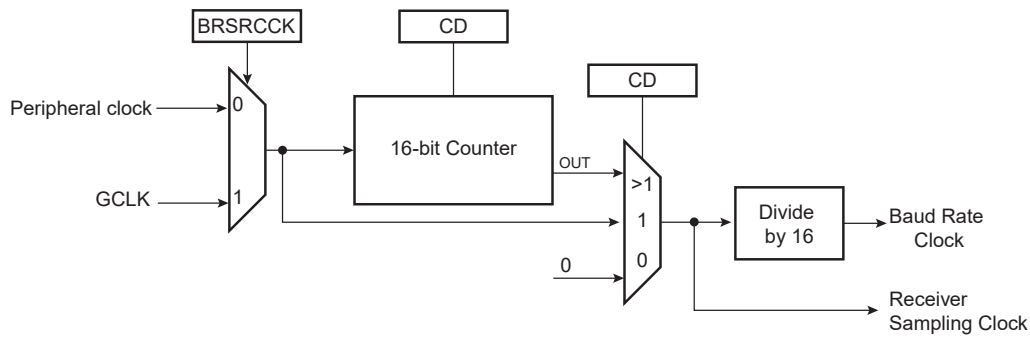 BRSRCCK
CD
CD
Peripheral clock
0
16-bit Counter
OUT
>1
GCLK
1
1
Divide
by 16
Baud Rate
Clock
0
0
Receiver
Sampling Clock